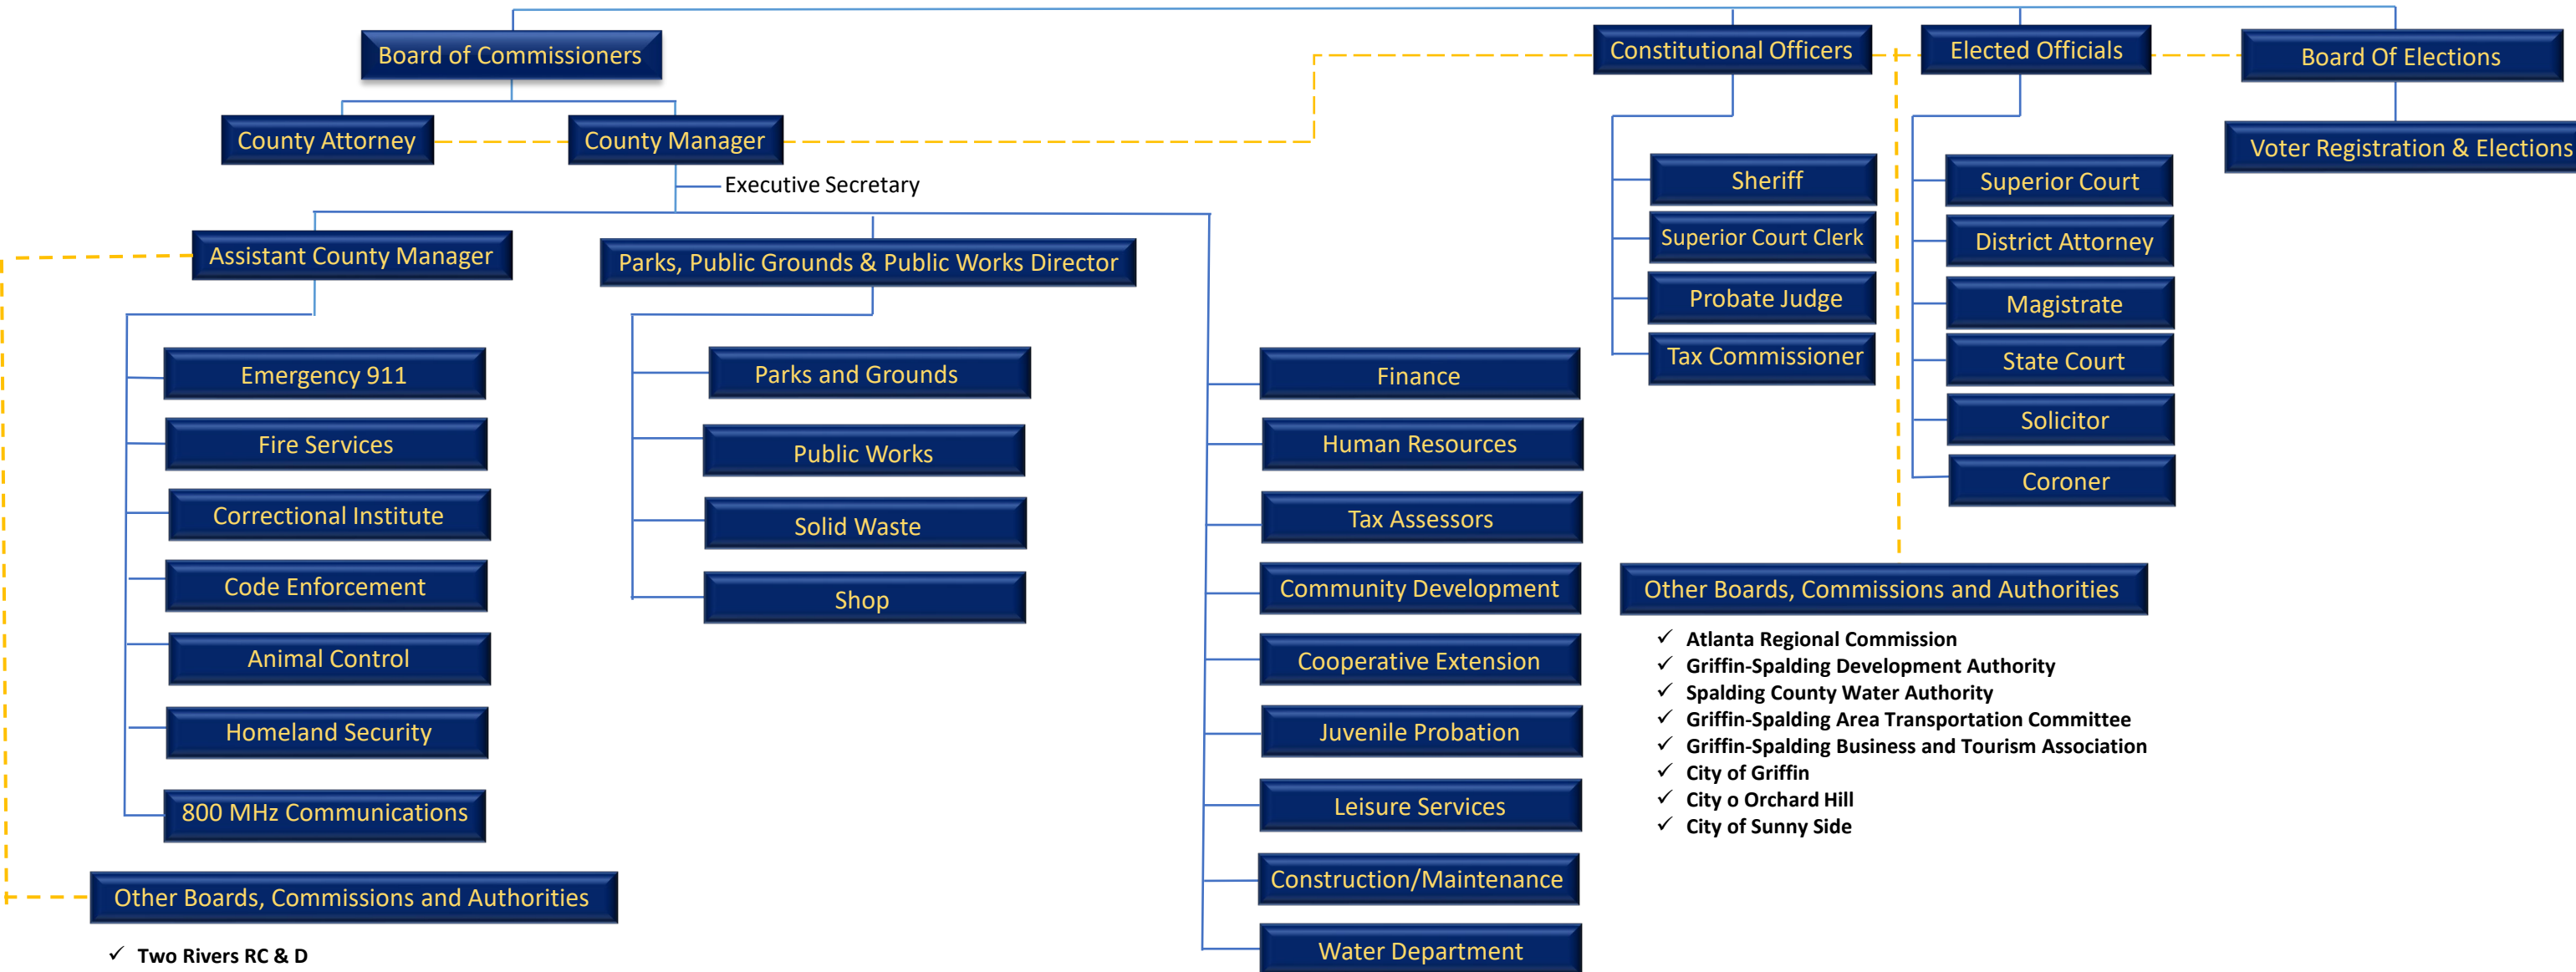 Board of Commissioners
Constitutional Officers
Elected Officials
Board Of Elections
County Attorney
County Manager
Voter Registration & Elections
Executive Secretary
Assistant County Manager
Parks, Public Grounds & Public Works Director
Emergency 911
Fire Services
Correctional Institute
Code Enforcement
Animal Control
Homeland Security
800 MHz Communications
Other Boards, Commissions and Authorities
✓ Two Rivers RC & D
Parks and Grounds
Public Works
Solid Waste
Shop
Finance
Human Resources
Tax Assessors
Community Development
Cooperative Extension
Juvenile Probation
Leisure Services
Construction/Maintenance
Water Department
Sheriff
Superior Court Clerk
Probate Judge
Tax Commissioner
Superior Court
District Attorney
Magistrate
State Court
Solicitor
Coroner
Other Boards, Commissions and Authorities
✓ Atlanta Regional Commission
✓ Griffin-Spalding Development Authority
✓ Spalding County Water Authority
✓ Griffin-Spalding Area Transportation Committee
✓ Griffin-Spalding Business and Tourism Association
✓ City of Griffin
✓ City o Orchard Hill
✓ City of Sunny Side